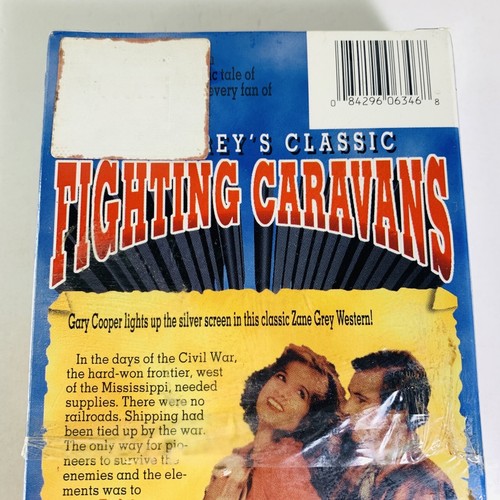 ic tale of
every fan of
0 84296 06346 8
EY'S CLASSIC
FIGHTING CARAVANS
Gary Cooper lights up the silver screen in this classic Zane Grey Western!
In the days of the Civil War,
the hard-won frontier, west
of the Mississippi, needed
supplies. There were no
railroads. Shipping had
been tied up by the war.
The only way for pio-
neers to survive the
enemies and the ele-
ments was to